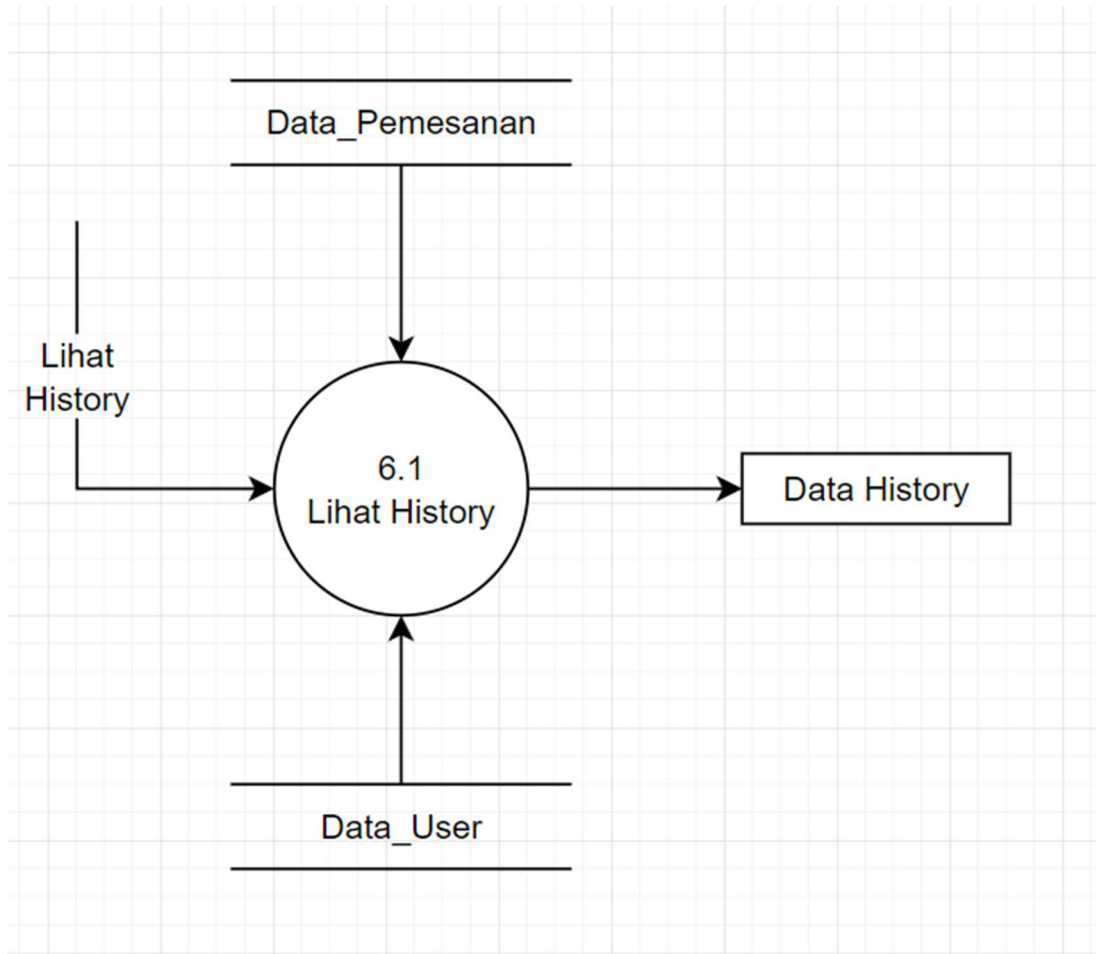 Data_Pemesanan
Lihat
History
6.1
Lihat History
Data History
Data_User